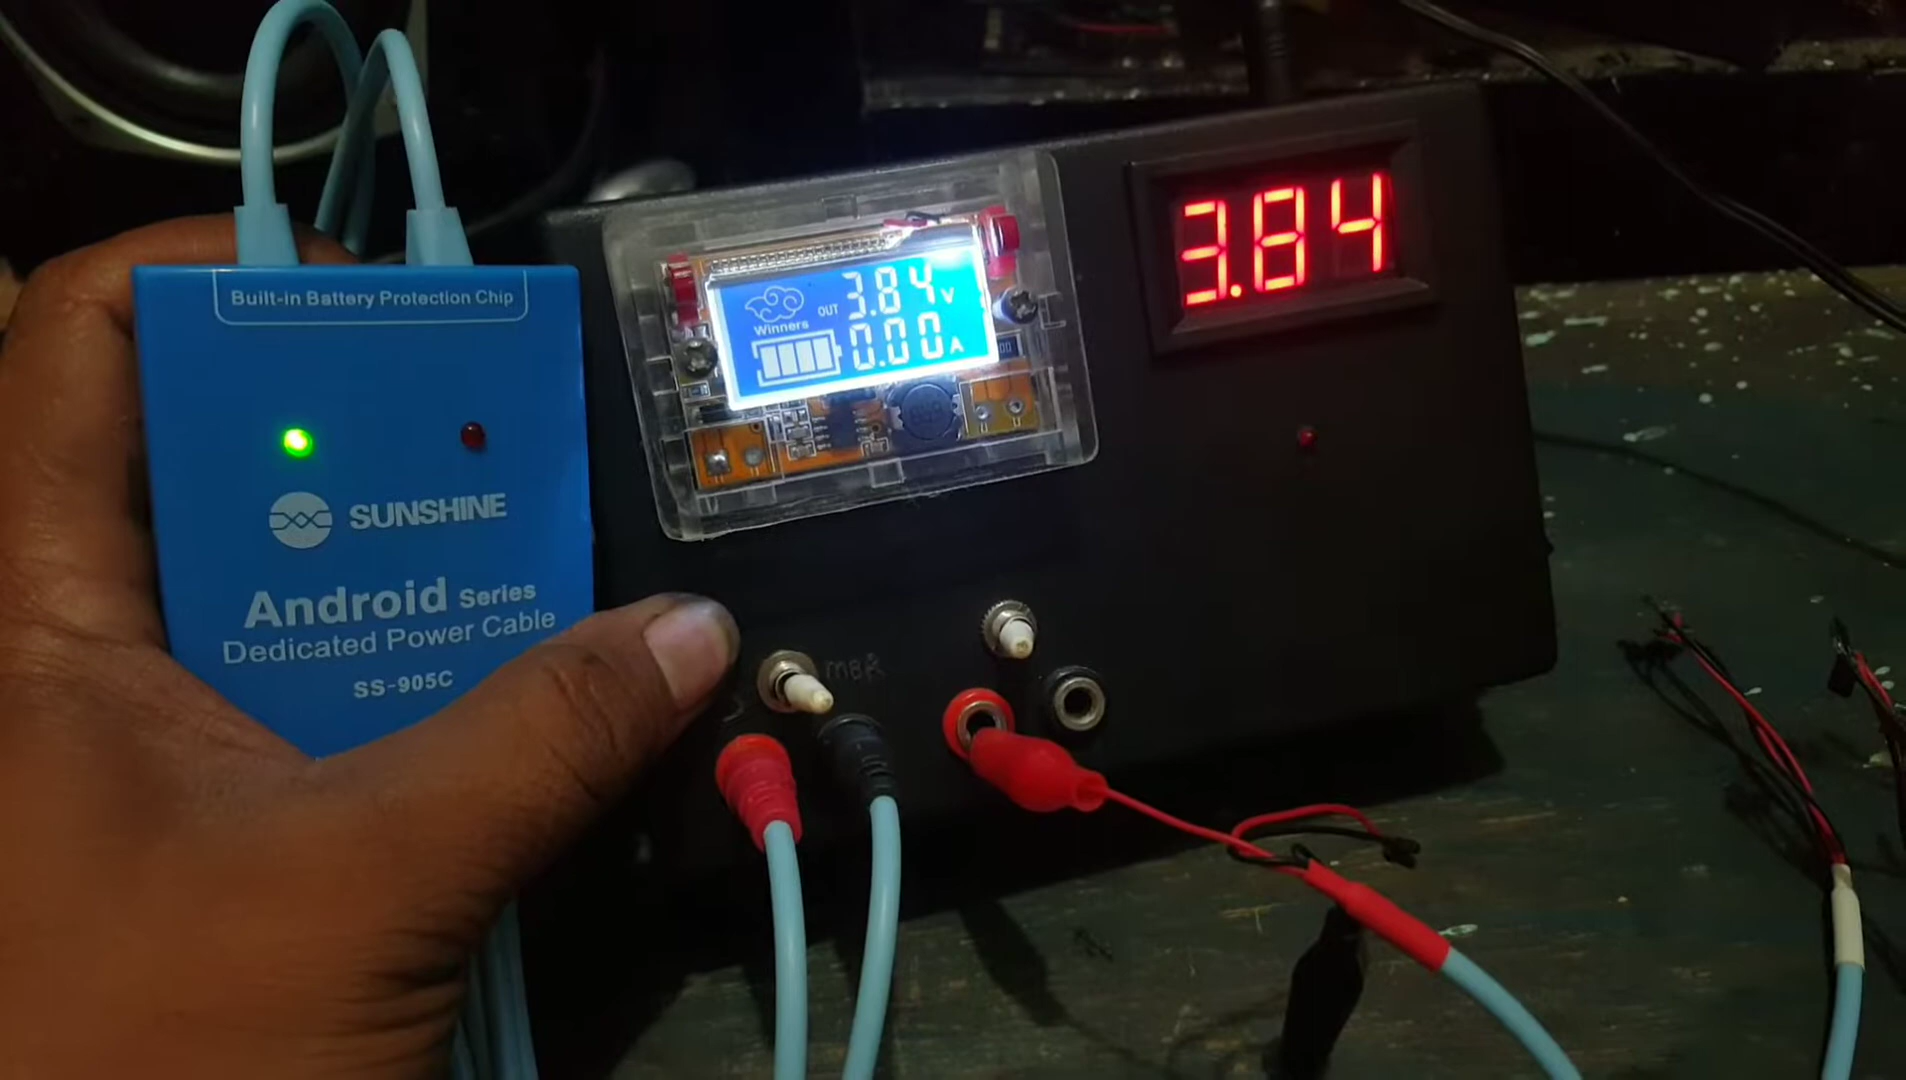 Built-in Battery Protection Chip
SUNSHINE
Android Series
Dedicated Power Cable
SS-905C
Winners
OUT 3.84 V
0.00 A
3.84